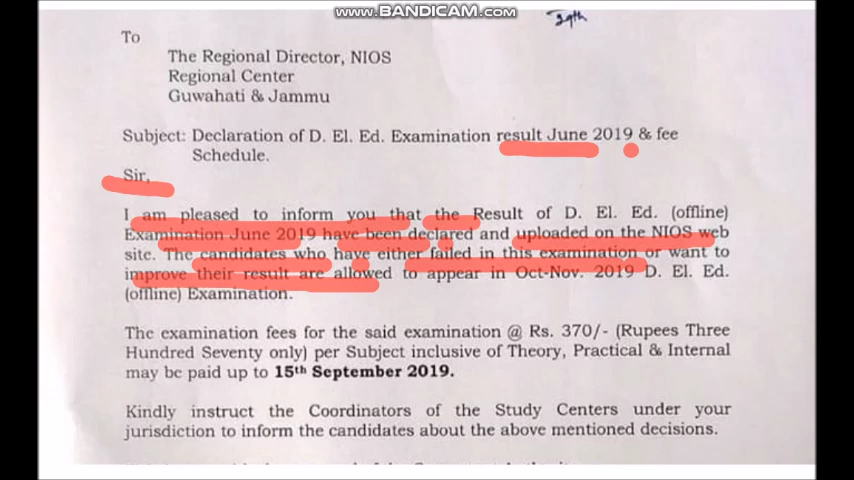 www.BANDICAM.com
29th
To
The Regional Director, NIOS
Regional Center
Guwahati & Jammu
Subject: Declaration of D. El. Ed. Examination result June 2019 & fee
Schedule.
Sir,
I am pleased to inform you that the Result of D. El. Ed. (offline)
Examination June 2019 have been declared and uploaded on the NIOS web
site. The candidates who have either failed in this examination or want to
improve their result are allowed to appear in Oct-Nov. 2019 D. El. Ed.
(offline) Examination.
The examination fees for the said examination @ Rs. 370/- (Rupees Three
Hundred Seventy only) per Subject inclusive of Theory, Practical & Internal
may be paid up to 15th September 2019.
Kindly instruct the Coordinators of the Study Centers under your
jurisdiction to inform the candidates about the above mentioned decisions.